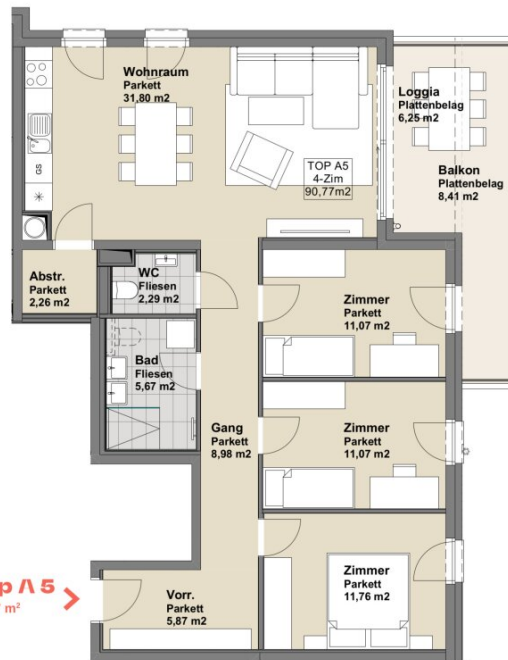 Wohnraum
Parkett
31,80 m2
Loggia
Plattenbelag
6,25 m2
TOP A5
4-Zim
90,77m2
Balkon
Plattenbelag
8,41 m2
GS
Abstr.
Parkett
2,26 m2
WC
Fliesen
2,29 m2
Zimmer
Parkett
11,07 m2
Bad
Fliesen
5,67 m2
Gang
Parkett
8,98 m2
Zimmer
Parkett
11,07 m2
Zimmer
Parkett
11,76 m2
p A 5
m²
Vorr.
Parkett
5,87 m2